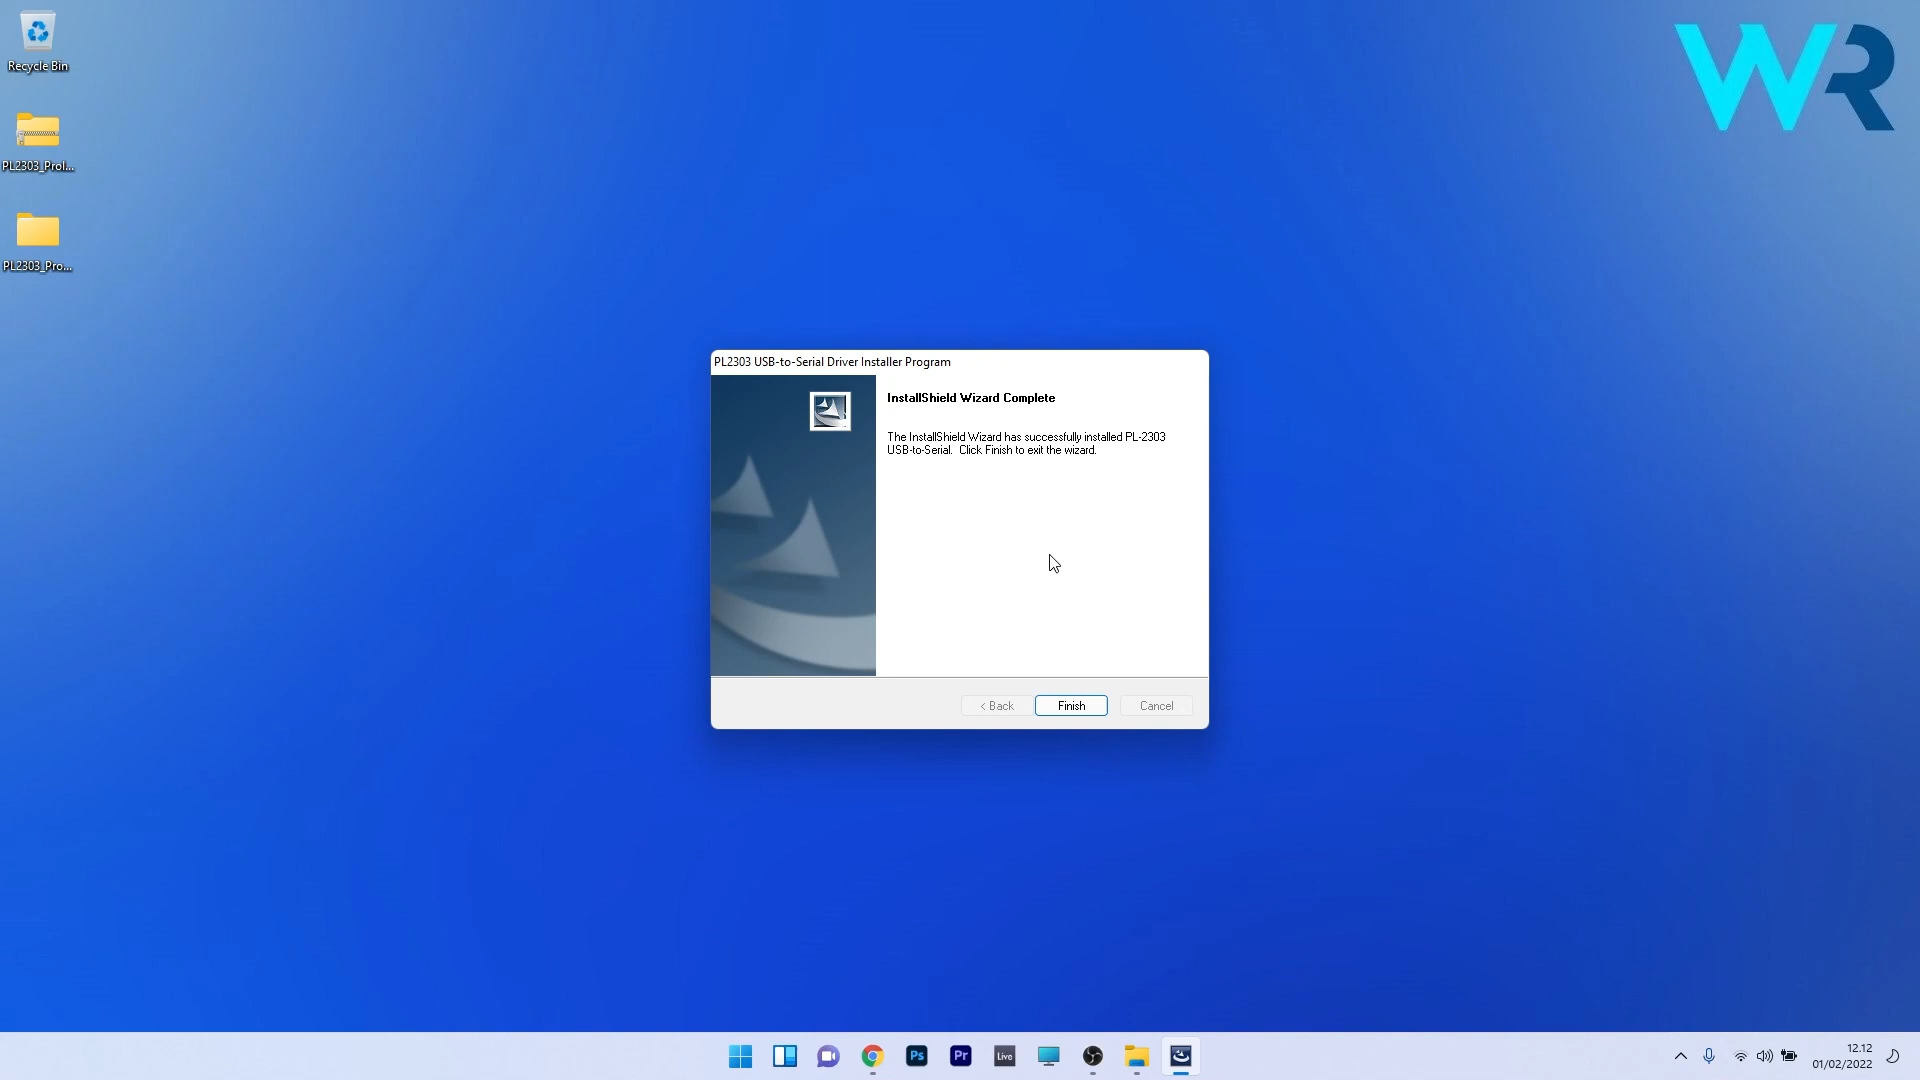 Recycle Bin
WR
PL2303_Prol...
PL2303_Pro...
PL2303 USB-to-Serial Driver Installer Program
InstallShield Wizard Complete
The InstallShield Wizard has successfully installed PL-2303
USB-to-Serial. Click Finish to exit the wizard.
< Back
Finish
Cancel
Ps
Pr
Live
12.12
01/02/2022